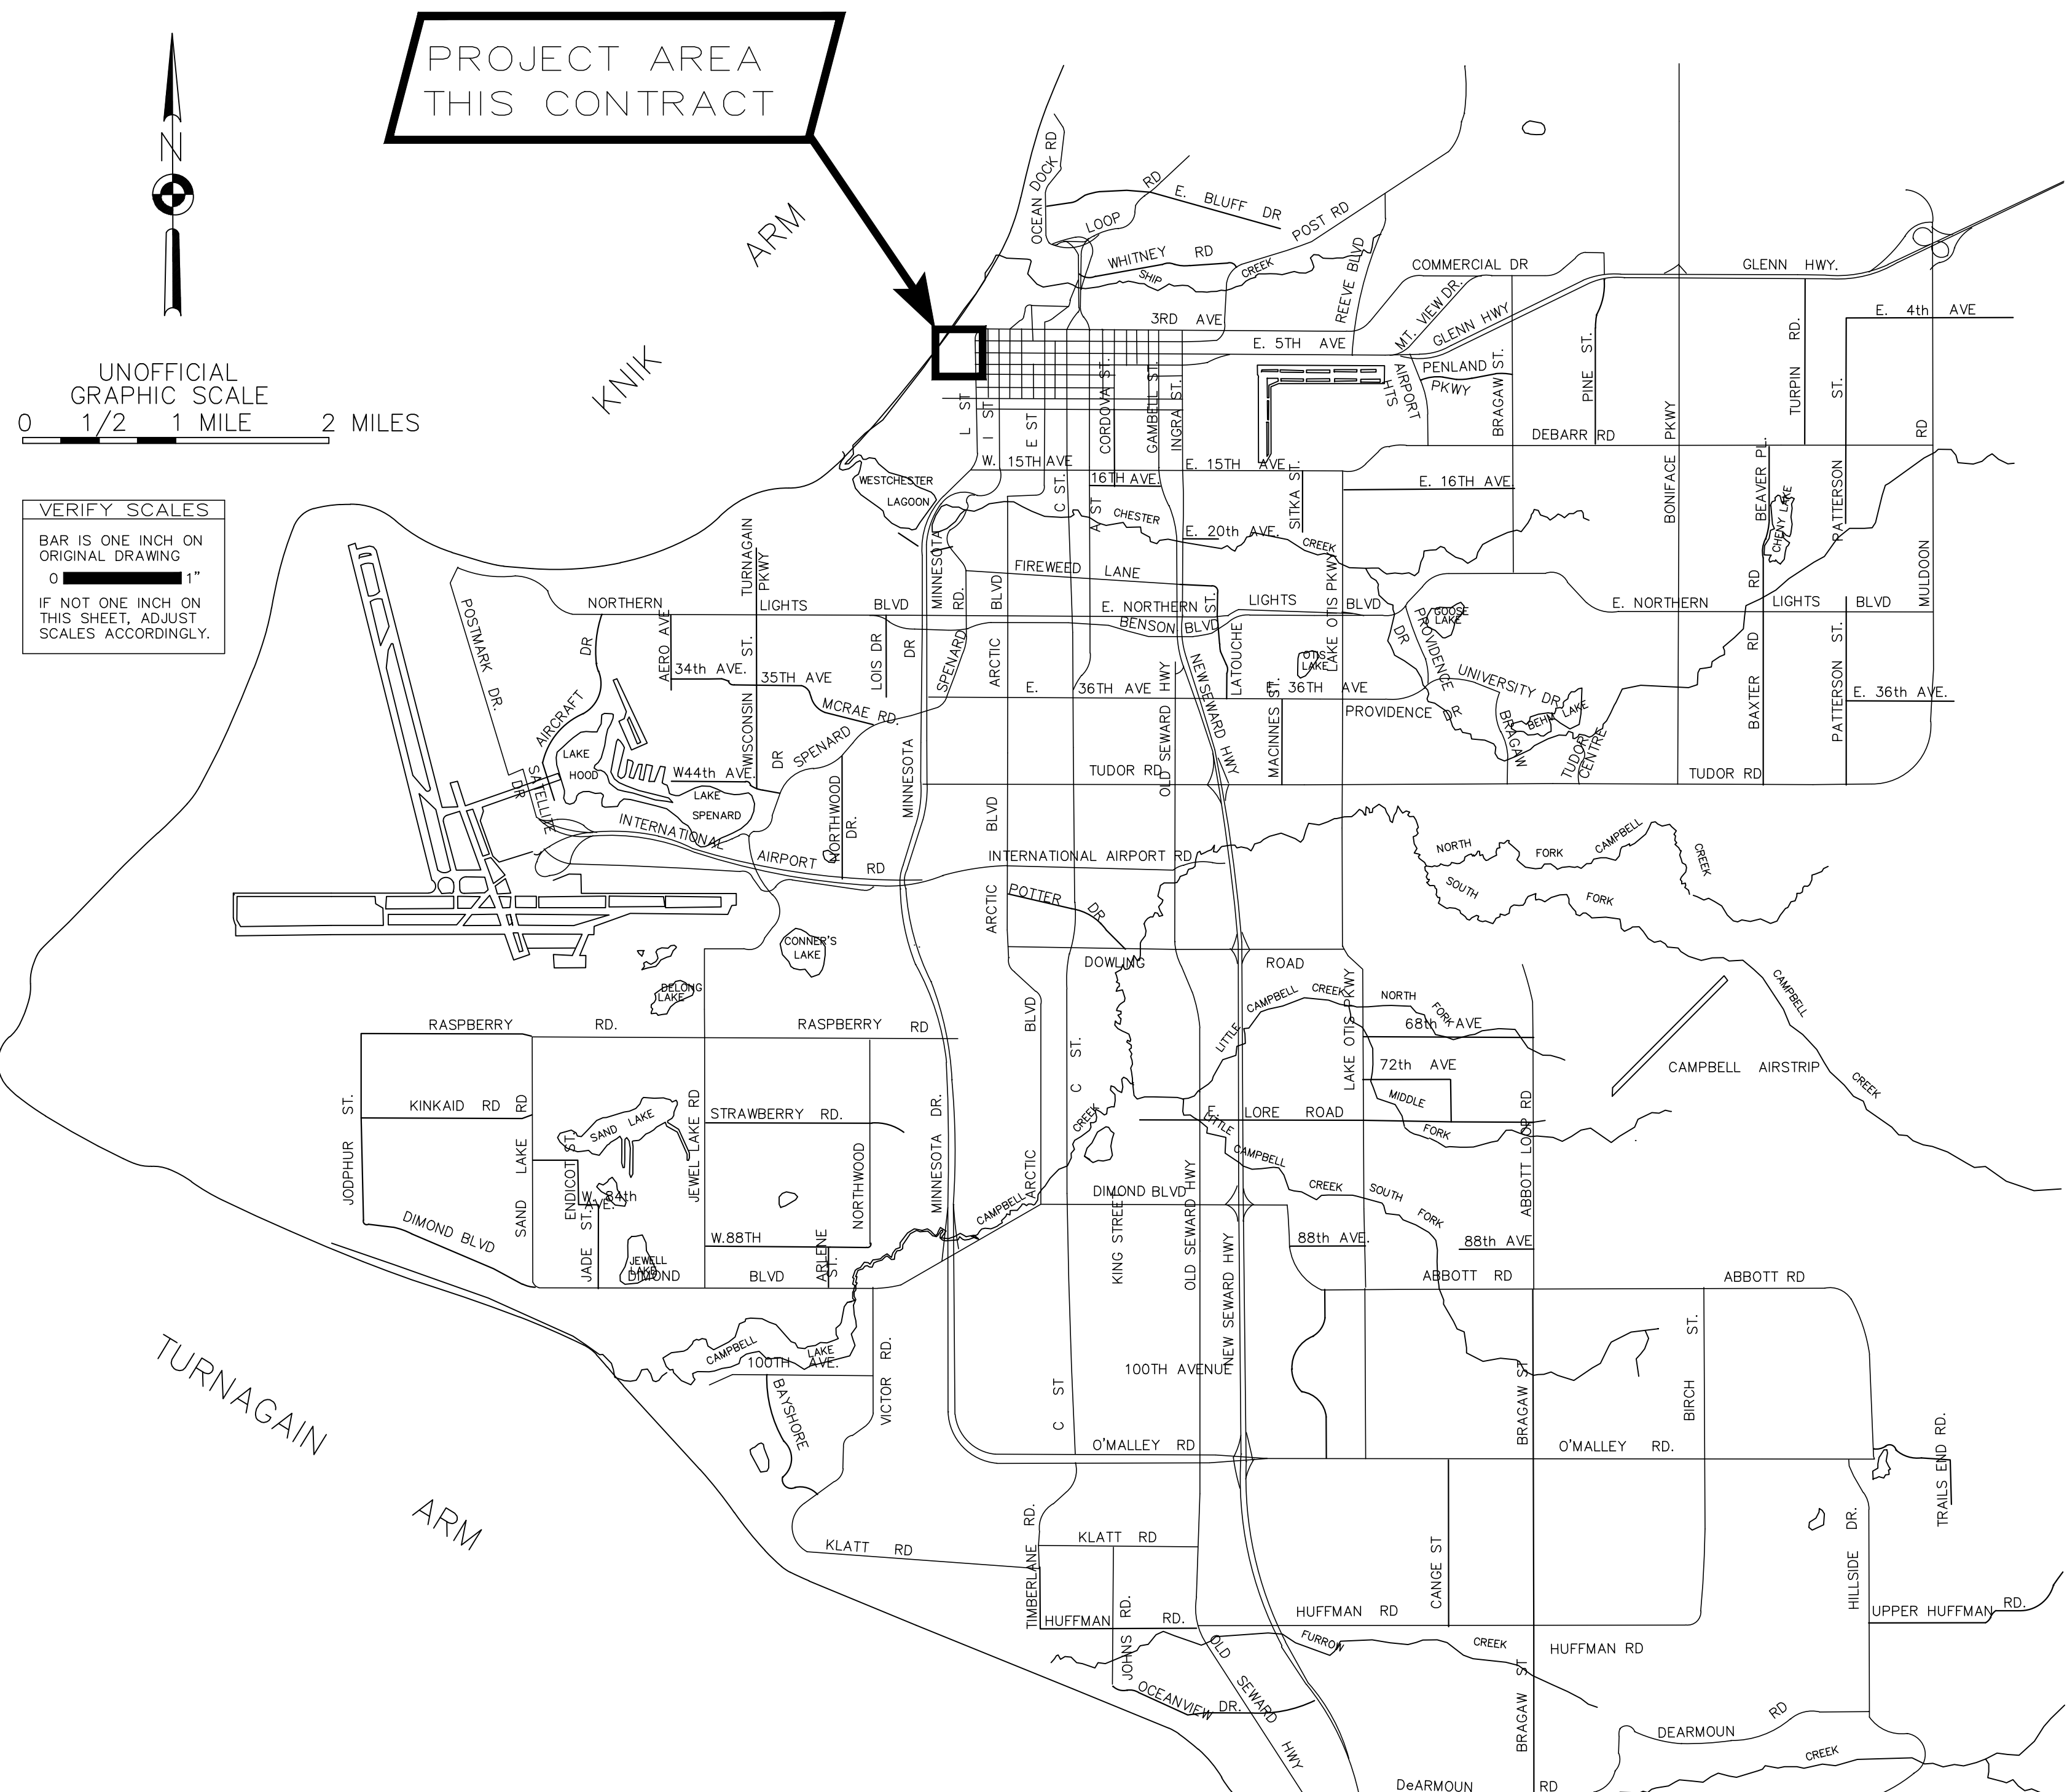 PROJECT AREA
THIS CONTRACT
N
UNOFFICIAL
GRAPHIC SCALE
0 1/2 1 MILE 2 MILES
VERIFY SCALES
BAR IS ONE INCH ON
ORIGINAL DRAWING
0 1"
IF NOT ONE INCH ON
THIS SHEET, ADJUST
SCALES ACCORDINGLY.
KNIK ARM
TURNAGAIN ARM
OCEAN DOCK RD
LOOP RD
E. BLUFF DR
POST RD
WHITNEY RD
SHIP CREEK
REEVE BLVD
COMMERCIAL DR
GLENN HWY.
MT. VIEW DR.
GLENN HWY
3RD AVE
E. 5TH AVE
E. 4th AVE
PENLAND
PKWY
AIRPORT
HTS
BRAGAW ST.
PINE ST.
BONIFACE PKWY
TURPIN RD.
PATTERSON ST.
MULDOON RD
L ST
I ST
E ST
CORDOVA ST.
GAMBELL ST.
INGRA ST.
DEBARR RD
W. 15TH AVE
E. 15TH AVE.
16TH AVE.
E. 16TH AVE
SITKA ST.
BEAVER PL.
CHENY LAKE
WESTCHESTER
LAGOON
C ST.
A ST
CHESTER CREEK
E. 20th AVE.
TURNAGAIN
PKWY
MINNESOTA DR
FIREWEED LANE
NORTHERN LIGHTS BLVD
E. NORTHERN LIGHTS BLVD
BENSON BLVD
E. NORTHERN LIGHTS BLVD
SPENARD RD.
ARCTIC BLVD
LATOUCHE ST.
LAKE OTIS PKWY
OTIS
LAKE
GOOSE
LAKE
PROVIDENCE DR
UNIVERSITY DR
POSTMARK DR.
AIRCRAFT DR
AERO AVE
34th AVE.
35TH AVE
WISCONSIN ST.
LOIS DR
MCRAE RD.
SPENARD DR
E. 36TH AVE
E. 36TH AVE
PROVIDENCE DR
E. 36th AVE.
BAXTER RD
PATTERSON ST.
OLD SEWARD HWY
NEW SEWARD HWY
MACINNES ST.
BRAGAW
BEHM LAKE
TUDOR
CENTRE
TUDOR RD
TUDOR RD
LAKE
HOOD
W44th AVE.
LAKE
SPENARD
SATELLITE
DR
NORTHWOOD
DR.
MINNESOTA
INTERNATIONAL AIRPORT RD
INTERNATIONAL AIRPORT RD
ARCTIC BLVD
POTTER DR
NORTH FORK CAMPBELL CREEK
SOUTH FORK CAMPBELL CREEK
CONNER'S
LAKE
DELONG
LAKE
DOWLING ROAD
LITTLE CAMPBELL CREEK NORTH FORK
RASPBERRY RD.
RASPBERRY RD
LAKE OTIS PKWY
68th AVE
72th AVE
CAMPBELL AIRSTRIP
JODPHUR ST.
KINKAID RD
SAND LAKE RD
SAND LAKE
STRAWBERRY RD.
JEWEL LAKE RD
NORTHWOOD
MINNESOTA DR.
ARCTIC BLVD
C ST.
CREEK
E. LORE ROAD
MIDDLE
FORK
ABBOTT LOOP RD
ENDICOT ST.
W. 84th
AVE.
JADE ST.
W.88TH
ARLENE
ST.
JEWELL
LAKE
DIMOND BLVD
DIMOND BLVD
DIMOND BLVD
CAMPBELL
LITTLE CAMPBELL CREEK SOUTH FORK
KING STREET
OLD SEWARD HWY
NEW SEWARD HWY
88th AVE.
88th AVE
ABBOTT RD
ABBOTT RD
CAMPBELL LAKE
100TH AVE.
100TH AVENUE
VICTOR RD.
BAYSHORE
C ST
BRAGAW ST
BIRCH ST.
O'MALLEY RD
O'MALLEY RD.
TRAILS END RD.
HILLSIDE DR.
KLATT RD
KLATT RD
TIMBERLANE RD.
CANGE ST
HUFFMAN RD.
HUFFMAN RD
UPPER HUFFMAN RD.
HUFFMAN RD
JOHNS RD.
FURROW CREEK
OCEANVIEW DR.
OLD SEWARD HWY
BRAGAW ST
DEARMOUN RD
CREEK
DeARMOUN RD